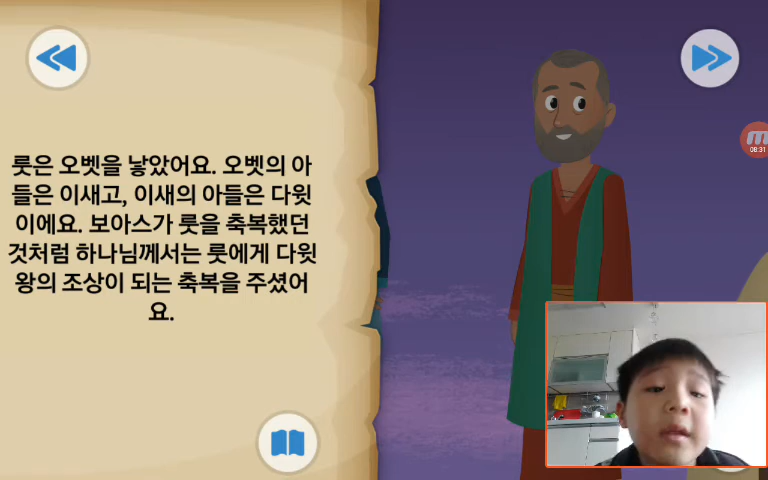 룻은 오벳을 낳았어요. 오벳의 아
들은 이새고, 이새의 아들은 다윗
이에요. 보아스가 룻을 축복했던
것처럼 하나님께서는 룻에게 다윗
왕의 조상이 되는 축복을 주셨어
요.
m
08:31